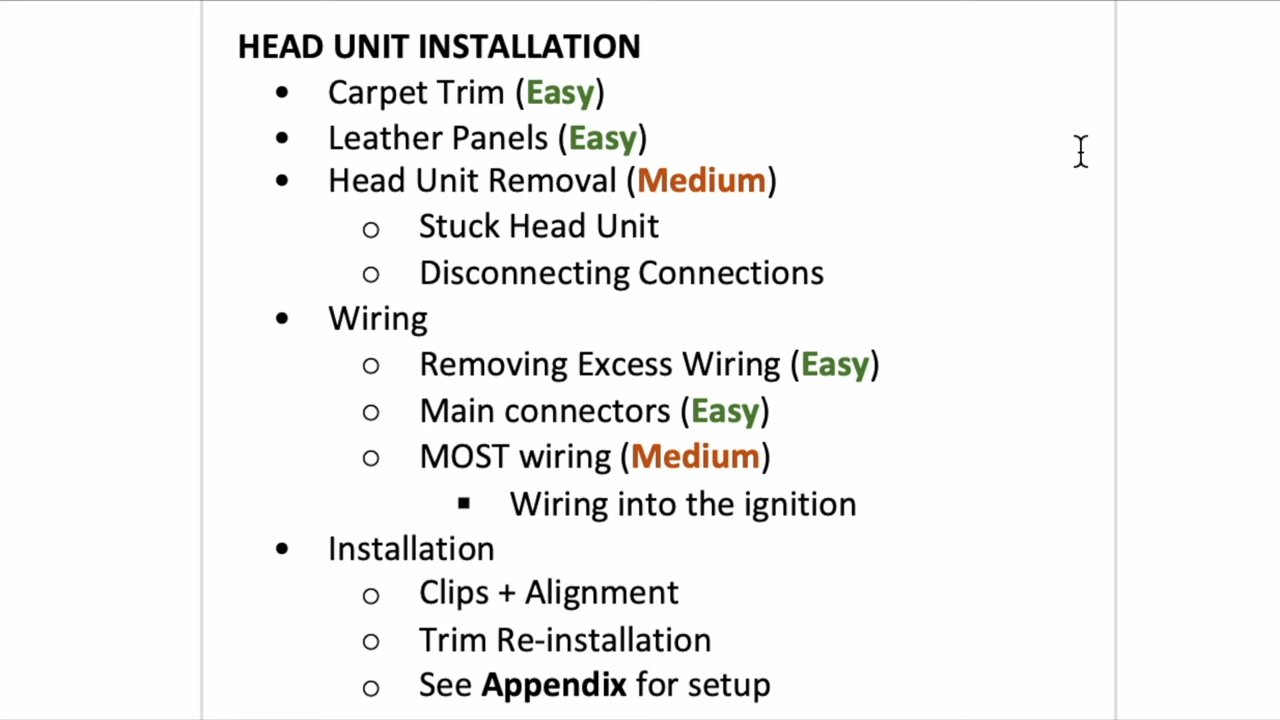 HEAD UNIT INSTALLATION
• Carpet Trim (Easy)
• Leather Panels (Easy)
• Head Unit Removal (Medium)
o Stuck Head Unit
o Disconnecting Connections
• Wiring
o Removing Excess Wiring (Easy)
o Main connectors (Easy)
o MOST wiring (Medium)
▪ Wiring into the ignition
• Installation
o Clips + Alignment
o Trim Re-installation
o See Appendix for setup